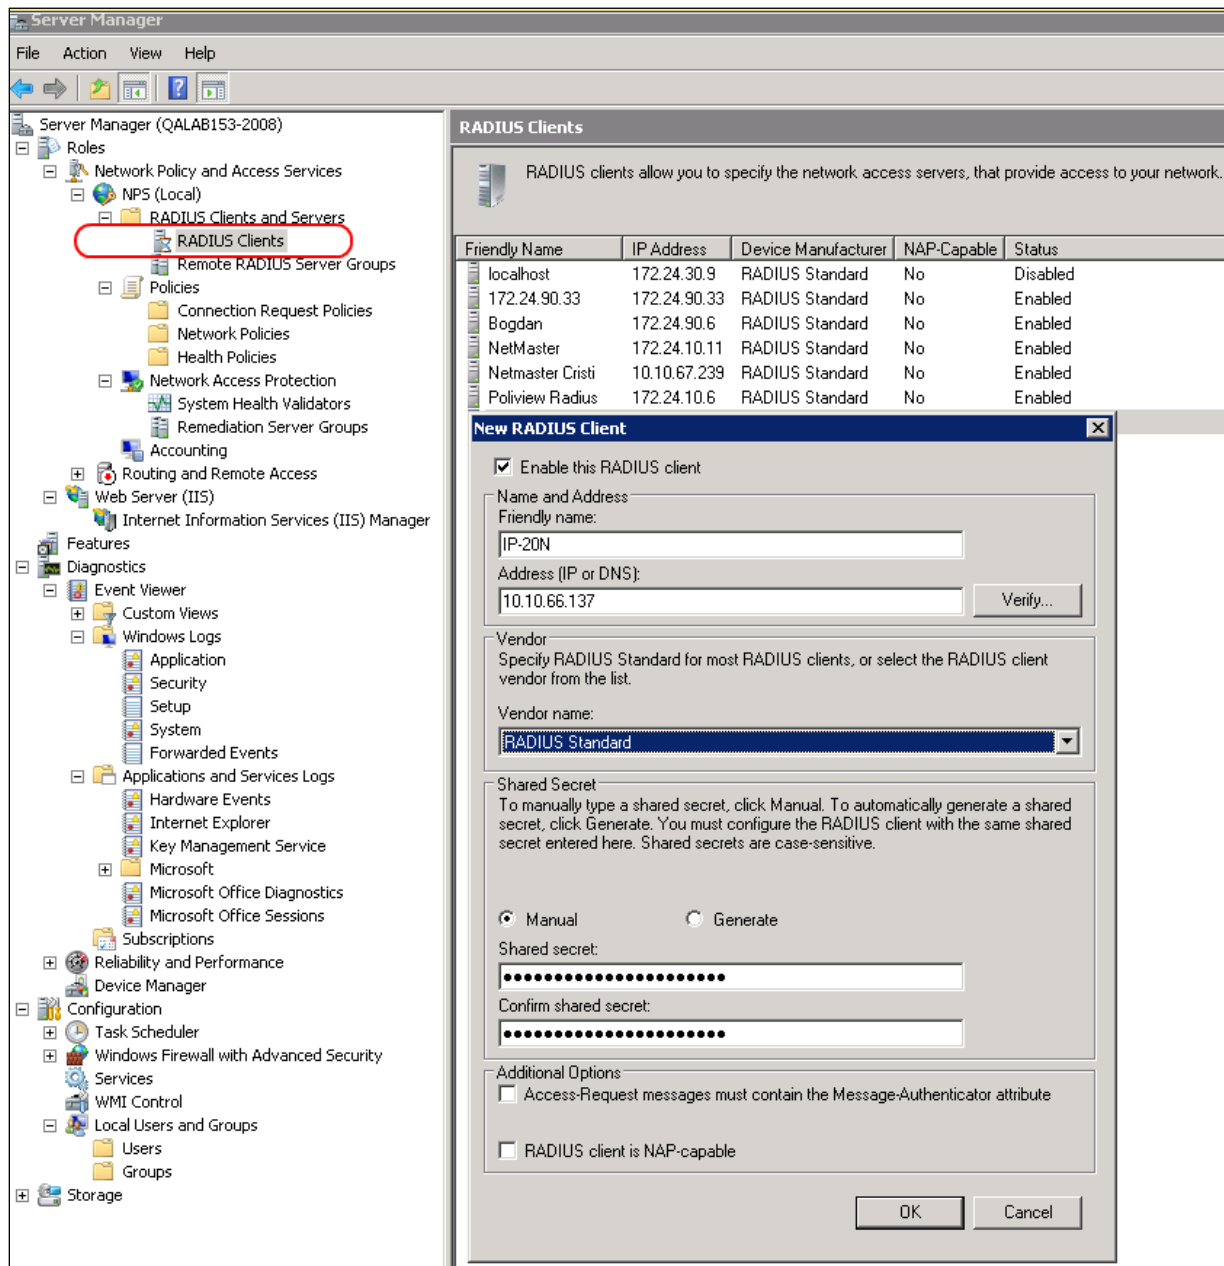 Server Manager
File Action View Help
Server Manager (QALAB153-2008)
Roles
Network Policy and Access Services
NPS (Local)
RADIUS Clients and Servers
RADIUS Clients
Remote RADIUS Server Groups
Policies
Connection Request Policies
Network Policies
Health Policies
Network Access Protection
System Health Validators
Remediation Server Groups
Accounting
Routing and Remote Access
Web Server (IIS)
Internet Information Services (IIS) Manager
Features
Diagnostics
Event Viewer
Custom Views
Windows Logs
Application
Security
Setup
System
Forwarded Events
Applications and Services Logs
Hardware Events
Internet Explorer
Key Management Service
Microsoft
Microsoft Office Diagnostics
Microsoft Office Sessions
Subscriptions
Reliability and Performance
Device Manager
Configuration
Task Scheduler
Windows Firewall with Advanced Security
Services
WMI Control
Local Users and Groups
Users
Groups
Storage
RADIUS Clients
RADIUS clients allow you to specify the network access servers, that provide access to your network.
Friendly Name IP Address Device Manufacturer NAP-Capable Status
localhost 172.24.30.9 RADIUS Standard No Disabled
172.24.90.33 172.24.90.33 RADIUS Standard No Enabled
Bogdan 172.24.90.6 RADIUS Standard No Enabled
NetMaster 172.24.10.11 RADIUS Standard No Enabled
Netmaster Cristi 10.10.67.239 RADIUS Standard No Enabled
Poliview Radius 172.24.10.6 RADIUS Standard No Enabled
New RADIUS Client
Enable this RADIUS client
Name and Address
Friendly name:
IP-20N
Address (IP or DNS):
10.10.66.137 Verify...
Vendor
Specify RADIUS Standard for most RADIUS clients, or select the RADIUS client
vendor from the list.
Vendor name:
RADIUS Standard
Shared Secret
To manually type a shared secret, click Manual. To automatically generate a shared
secret, click Generate. You must configure the RADIUS client with the same shared
secret entered here. Shared secrets are case-sensitive.
Manual Generate
Shared secret:
Confirm shared secret:
Additional Options
Access-Request messages must contain the Message-Authenticator attribute
RADIUS client is NAP-capable
OK Cancel